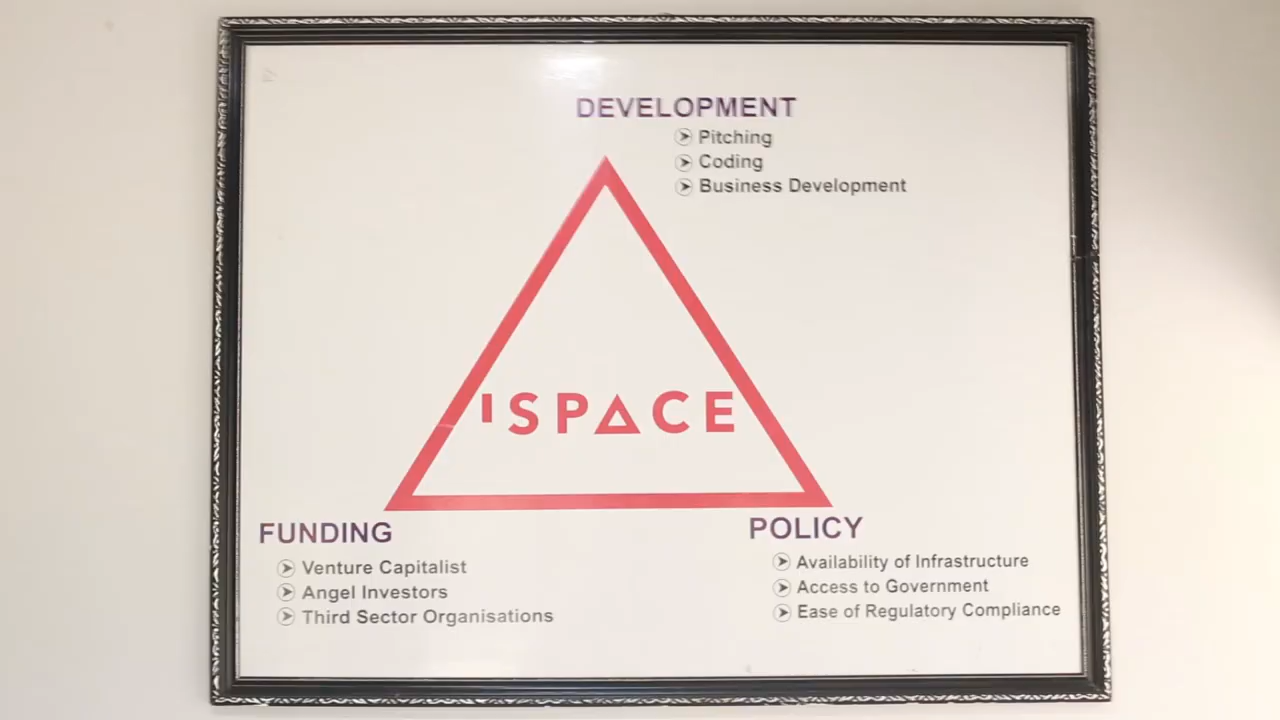 DEVELOPMENT
Pitching
Coding
Business Development
ISPACE
FUNDING
Venture Capitalist
Angel Investors
Third Sector Organisations
POLICY
Availability of Infrastructure
Access to Government
Ease of Regulatory Compliance